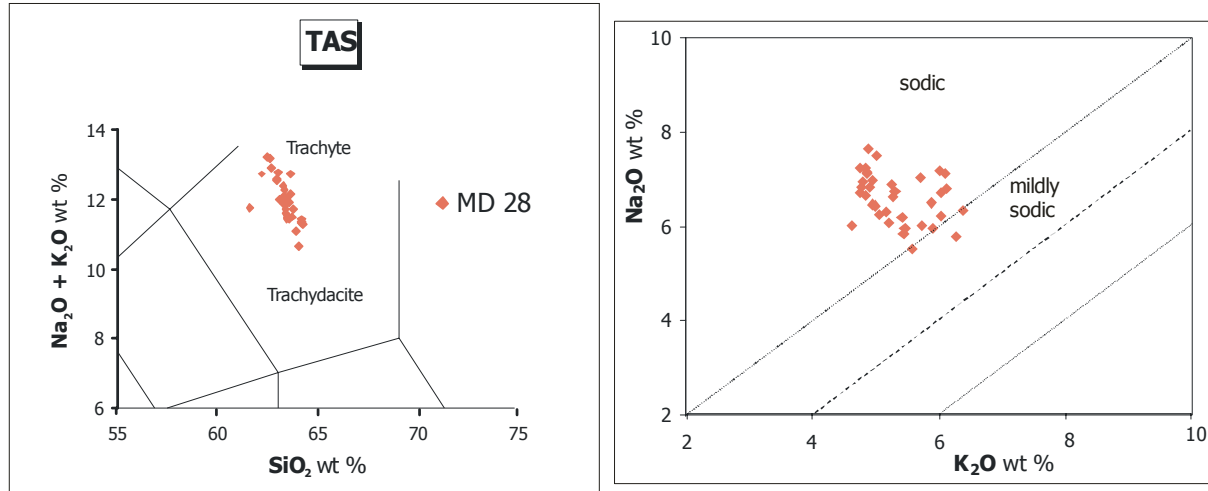 TAS
14
12
10
8
6
Na₂O + K₂O wt %
Trachyte
Trachydacite
MD 28
55
60
65
70
75
SiO₂ wt %
10
8
6
4
2
Na₂O wt %
sodic
mildly
sodic
2
4
6
8
10
K₂O wt %